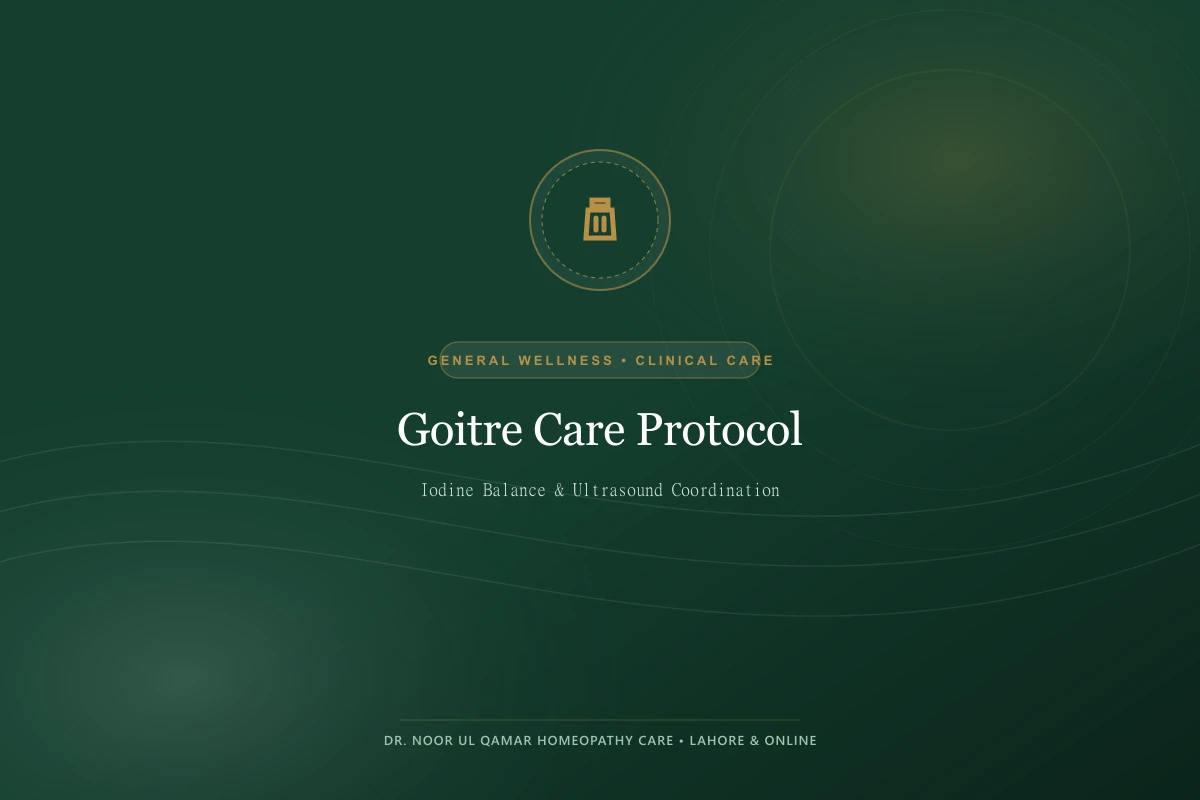 GENERAL WELLNESS • CLINICAL CARE
Goitre Care Protocol
Iodine Balance & Ultrasound Coordination
DR. NOOR UL QAMAR HOMEOPATHY CARE • LAHORE & ONLINE